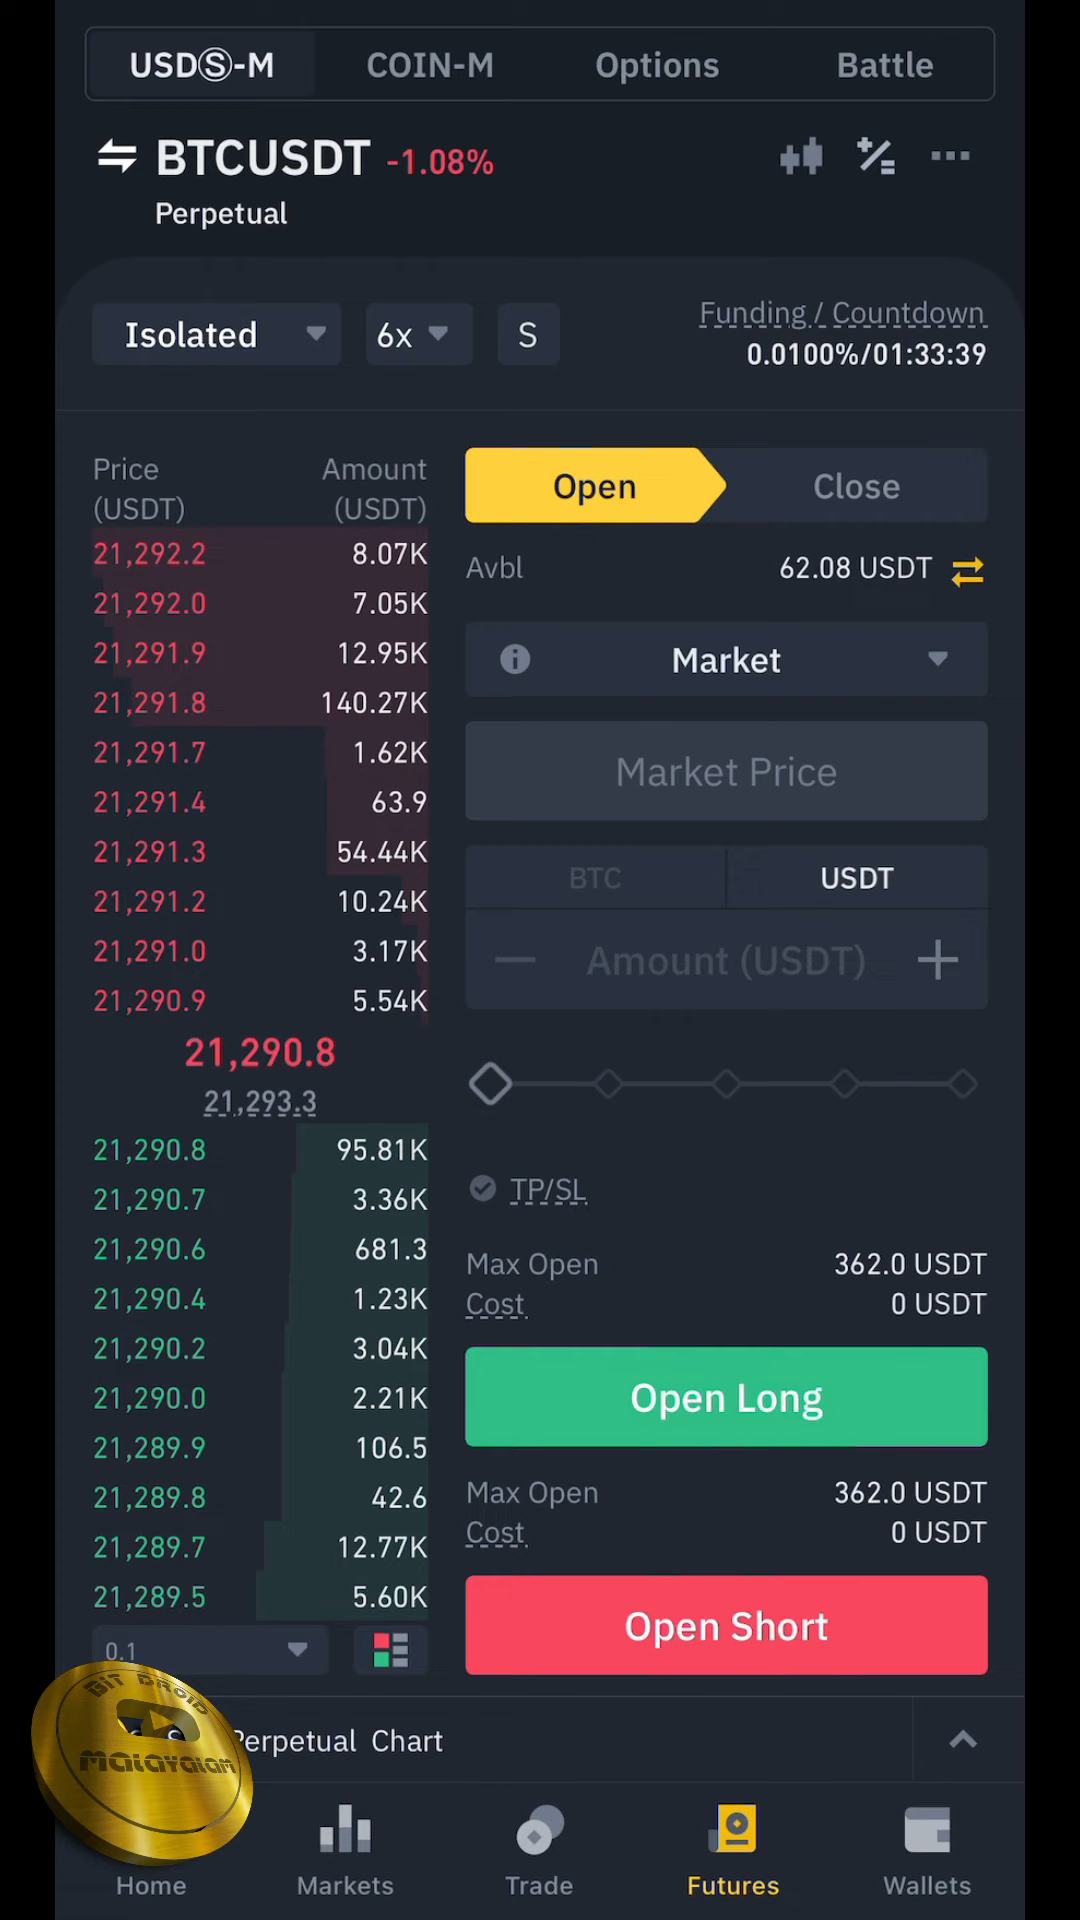 USDⓈ-M COIN-M Options Battle
BTCUSDT -1.08%
Perpetual
Isolated 6x S
Funding / Countdown
0.0100%/01:33:39
Price Amount
(USDT) (USDT)
21,292.2 8.07K
21,292.0 7.05K
21,291.9 12.95K
21,291.8 140.27K
21,291.7 1.62K
21,291.4 63.9
21,291.3 54.44K
21,291.2 10.24K
21,291.0 3.17K
21,290.9 5.54K
21,290.8
21,293.3
21,290.8 95.81K
21,290.7 3.36K
21,290.6 681.3
21,290.4 1.23K
21,290.2 3.04K
21,290.0 2.21K
21,289.9 106.5
21,289.8 42.6
21,289.7 12.77K
21,289.5 5.60K
0.1
Open Close
Avbl 62.08 USDT
Market
Market Price
BTC USDT
Amount (USDT)
TP/SL
Max Open 362.0 USDT
Cost 0 USDT
Open Long
Max Open 362.0 USDT
Cost 0 USDT
Open Short
Perpetual Chart
BIT DROID
MALAYALAM
Home Markets Trade Futures Wallets